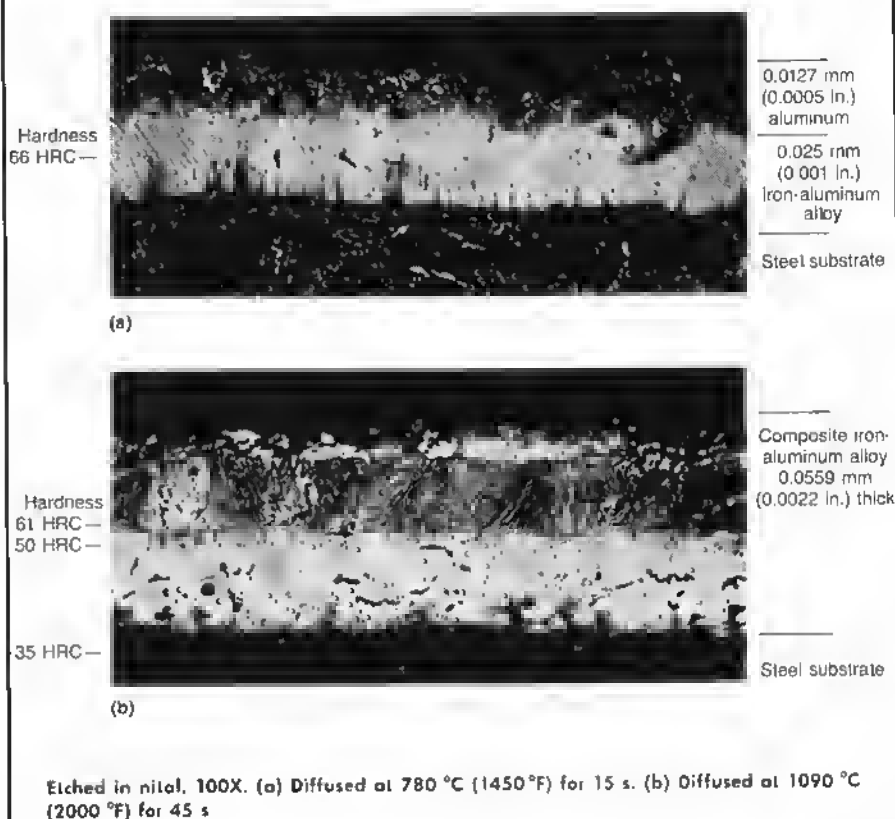 0.0127 mm
(0.0005 in.)
aluminum
Hardness
66 HRC
0.025 mm
(0 001 in.)
Iron-aluminum
alloy
Steel substrate
(a)
Composite iron-
aluminum alloy
0.0559 mm
(0.0022 in.) thick
Hardness
61 HRC
50 HRC
35 HRC
Steel substrate
(b)
Etched in nital, 100X. (a) Diffused at 780 °C (1450 °F) for 15 s. (b) Diffused at 1090 °C
(2000 °F) for 45 s